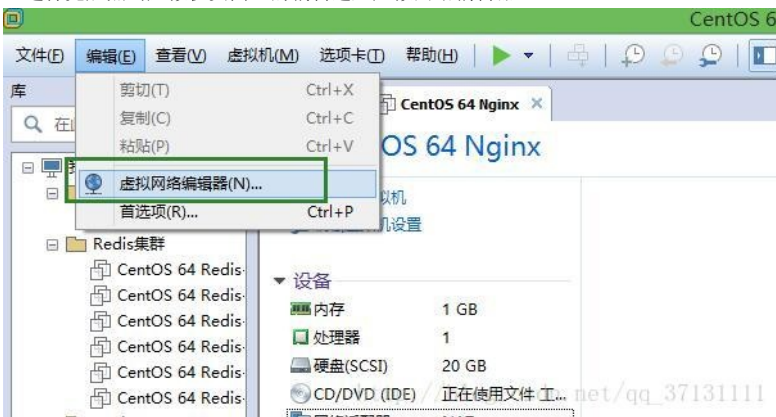 CentOS 6
文件(F) 编辑(E) 查看(V) 虚拟机(M) 选项卡(T) 帮助(H)
库
剪切(T) Ctrl+X
复制(C) Ctrl+C
粘贴(P) Ctrl+V
虚拟网络编辑器(N)...
首选项(R)... Ctrl+P
CentOS 64 Nginx ×
OS 64 Nginx
Redis集群
CentOS 64 Redis-
CentOS 64 Redis-
CentOS 64 Redis-
CentOS 64 Redis-
CentOS 64 Redis-
CentOS 64 Redis-
设备
内存 1 GB
处理器 1
硬盘(SCSI) 20 GB
CD/DVD (IDE) 正在使用文件 工...
net/qq_37131111